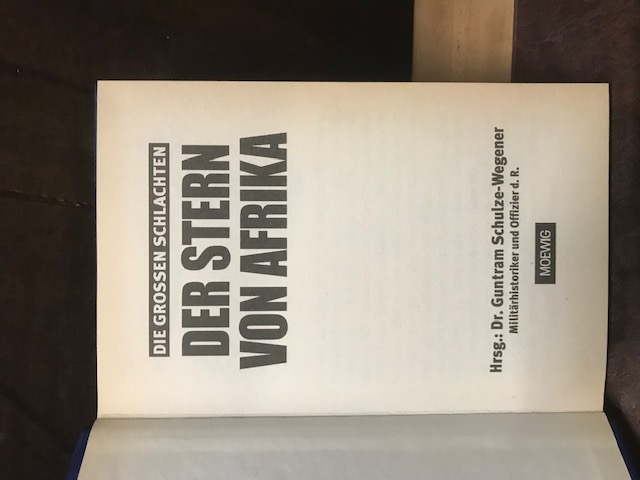 DIE GROSSEN SCHLACHTEN
DER STERN
VON AFRIKA
Hrsg.: Dr. Guntram Schulze-Wegener
Militärhistoriker und Offizier d. R.
MOEWIG